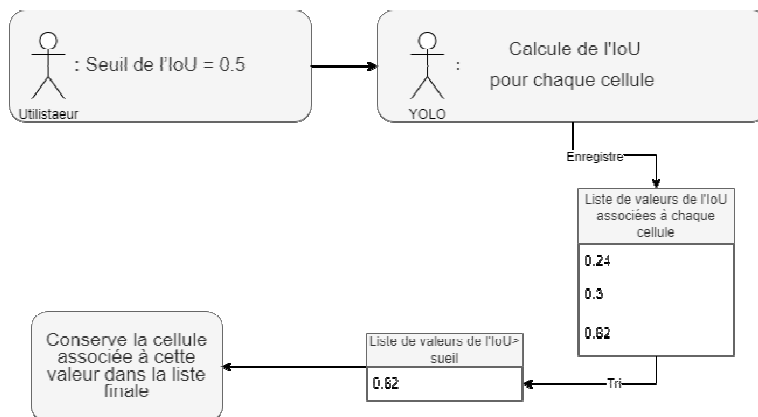 : Seuil de l'IoU = 0.5
Utilistaeur
Calcule de l'IoU
:
pour chaque cellule
YOLO
Enregistre
Liste de valeurs de l'IoU
associées à chaque
cellule
0.24
0.3
0.82
Tri
Liste de valeurs de l'IoU>
sueil
0.62
Conserve la cellule
associée à cette
valeur dans la liste
finale